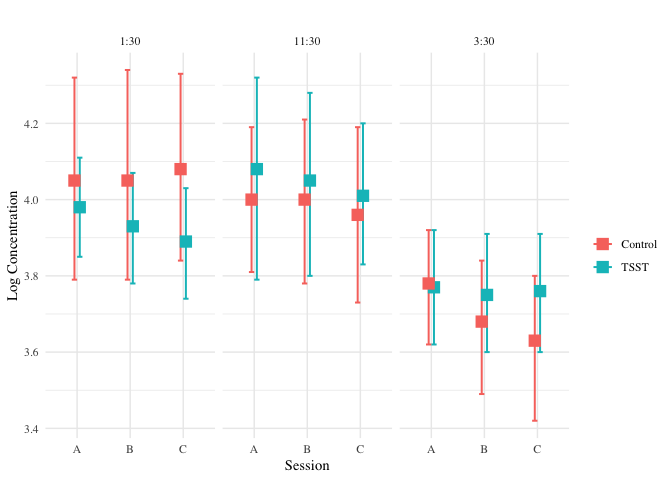 1:30 11:30 3:30
Log Concentration
4.2
4.0
3.8
3.6
3.4
A B C A B C A B C
Session
Control
TSST